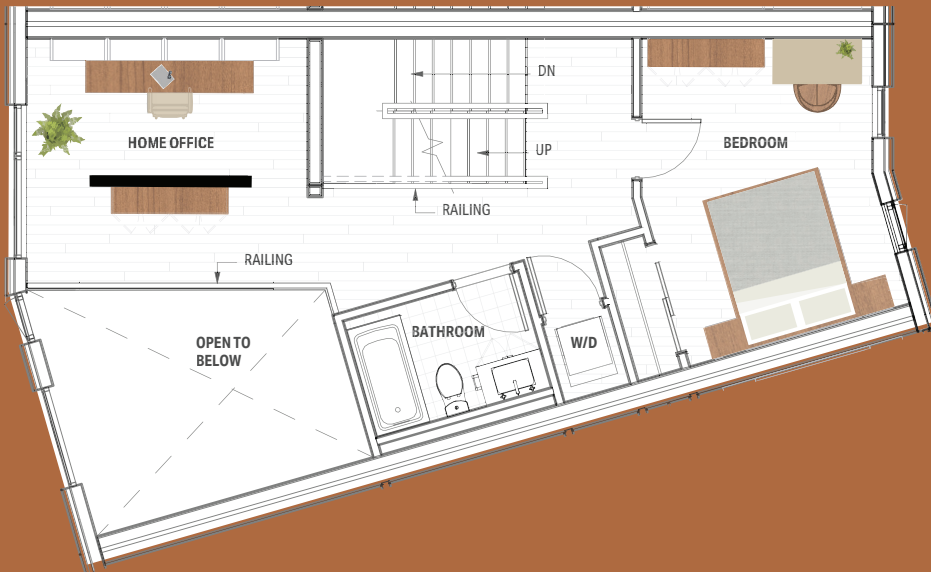 DN
HOME OFFICE
BEDROOM
UP
RAILING
RAILING
BATHROOM
OPEN TO
BELOW
W/D